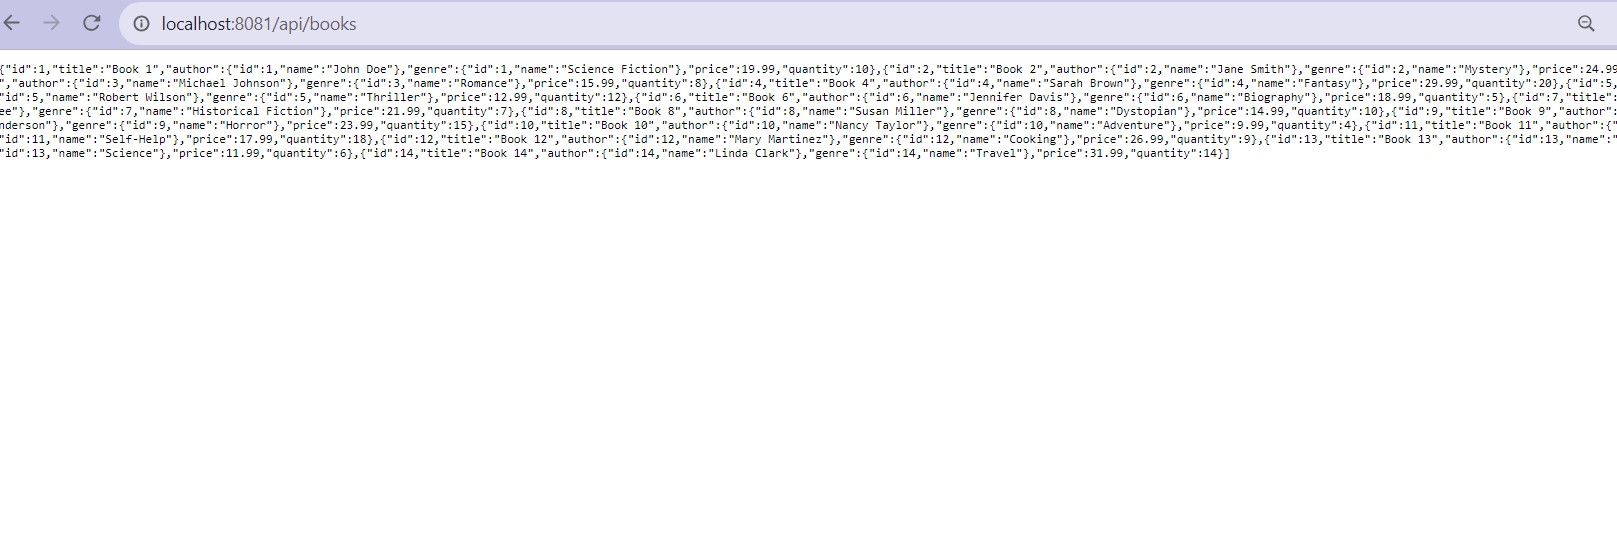 localhost:8081/api/books
{"id":1,"title":"Book 1","author":{"id":1,"name":"John Doe"},"genre":{"id":1,"name":"Science Fiction"},"price":19.99,"quantity":10},{"id":2,"title":"Book 2","author":{"id":2,"name":"Jane Smith"},"genre":{"id":2,"name":"Mystery"},"price":24.99
","author":{"id":3,"name":"Michael Johnson"},"genre":{"id":3,"name":"Romance"},"price":15.99,"quantity":8},{"id":4,"title":"Book 4","author":{"id":4,"name":"Sarah Brown"},"genre":{"id":4,"name":"Fantasy"},"price":29.99,"quantity":20},{"id":5,
"id":5,"name":"Robert Wilson"},"genre":{"id":5,"name":"Thriller"},"price":12.99,"quantity":12},{"id":6,"title":"Book 6","author":{"id":6,"name":"Jennifer Davis"},"genre":{"id":6,"name":"Biography"},"price":18.99,"quantity":5},{"id":7,"title":
ee"},"genre":{"id":7,"name":"Historical Fiction"},"price":21.99,"quantity":7},{"id":8,"title":"Book 8","author":{"id":8,"name":"Susan Miller"},"genre":{"id":8,"name":"Dystopian"},"price":14.99,"quantity":10},{"id":9,"title":"Book 9","author":
nderson"},"genre":{"id":9,"name":"Horror"},"price":23.99,"quantity":15},{"id":10,"title":"Book 10","author":{"id":10,"name":"Nancy Taylor"},"genre":{"id":10,"name":"Adventure"},"price":9.99,"quantity":4},{"id":11,"title":"Book 11","author":{"
"id":11,"name":"Self-Help"},"price":17.99,"quantity":18},{"id":12,"title":"Book 12","author":{"id":12,"name":"Mary Martinez"},"genre":{"id":12,"name":"Cooking"},"price":26.99,"quantity":9},{"id":13,"title":"Book 13","author":{"id":13,"name":"
"id":13,"name":"Science"},"price":11.99,"quantity":6},{"id":14,"title":"Book 14","author":{"id":14,"name":"Linda Clark"},"genre":{"id":14,"name":"Travel"},"price":31.99,"quantity":14}]